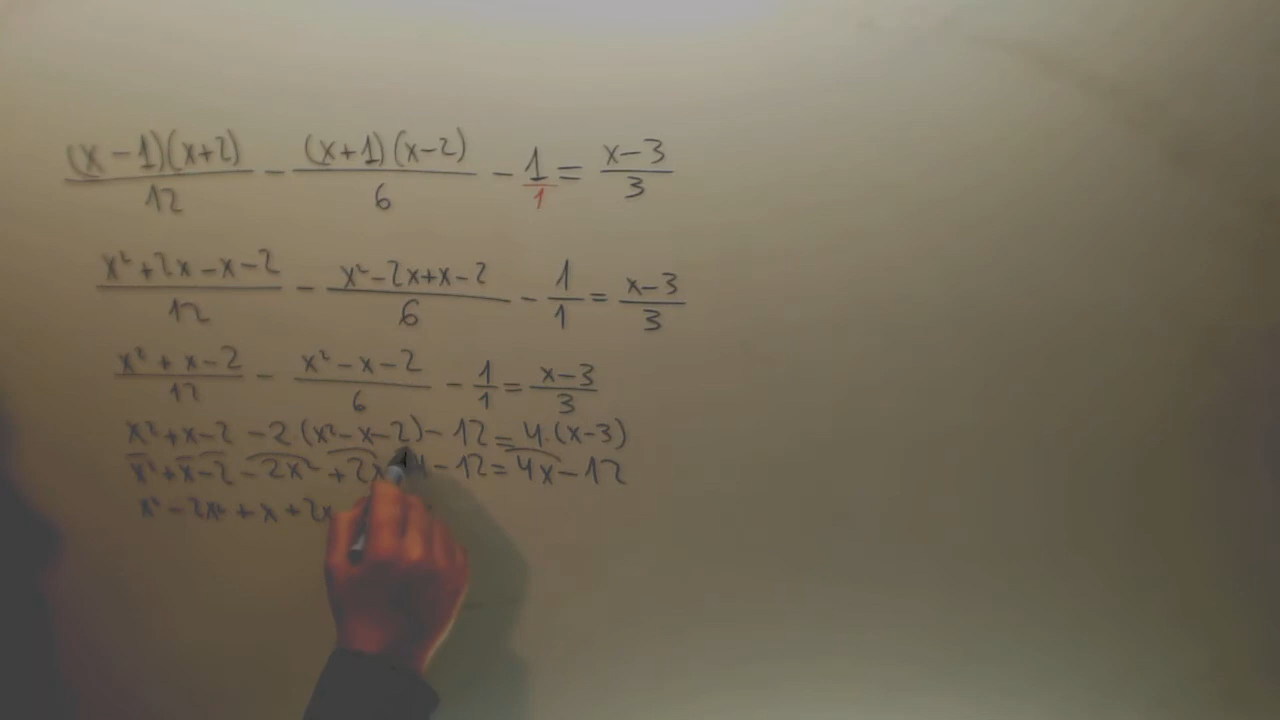 (x-1)(x+2)/12 - (x+1)(x-2)/6 - 1/1 = x-3/3
x²+2x-x-2/12 - x²-2x+x-2/6 - 1/1 = x-3/3
x²+x-2/12 - x²-x-2/6 - 1/1 = x-3/3
x²+x-2 -2(x²-x-2)-12=4·(x-3)
x²+x-2-2x²+2x 4-12=4x-12
x²-2x²+x+2x